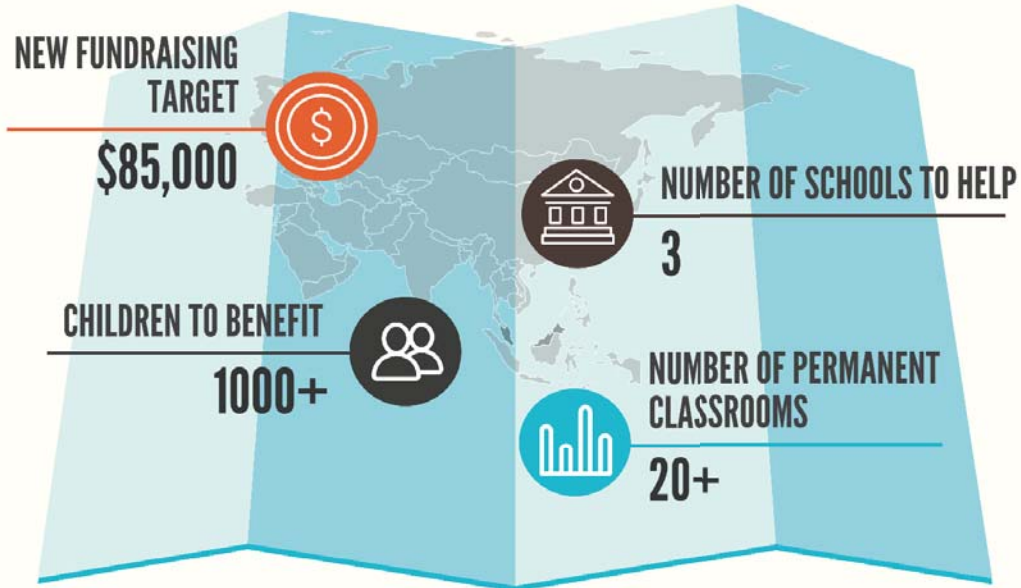 NEW FUNDRAISING
TARGET
$85,000
$
NUMBER OF SCHOOLS TO HELP
3
CHILDREN TO BENEFIT
1000+
NUMBER OF PERMANENT
CLASSROOMS
20+